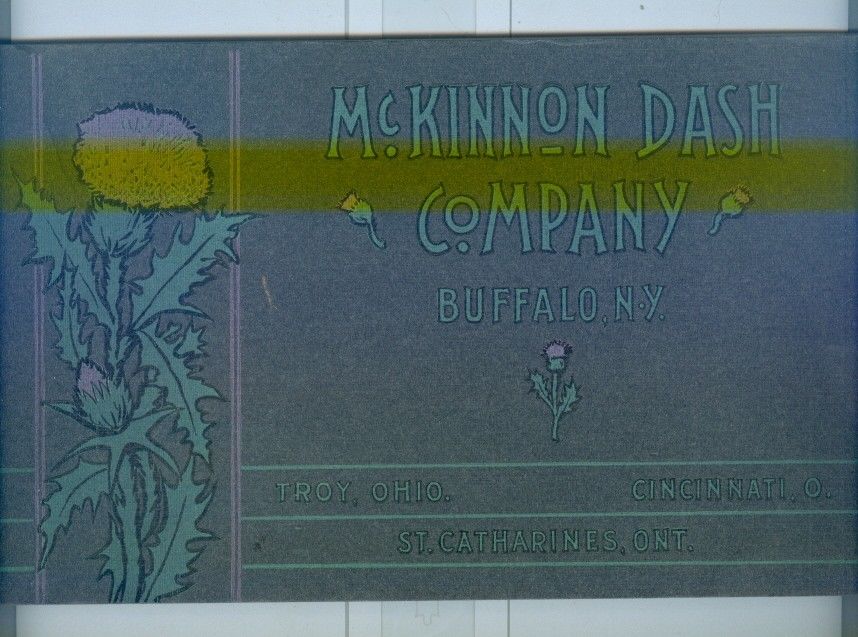 McKINNON DASH
COMPANY
BUFFALO, N.Y.
TROY, OHIO.
CINCINNATI, O.
ST. CATHARINES, ONT.